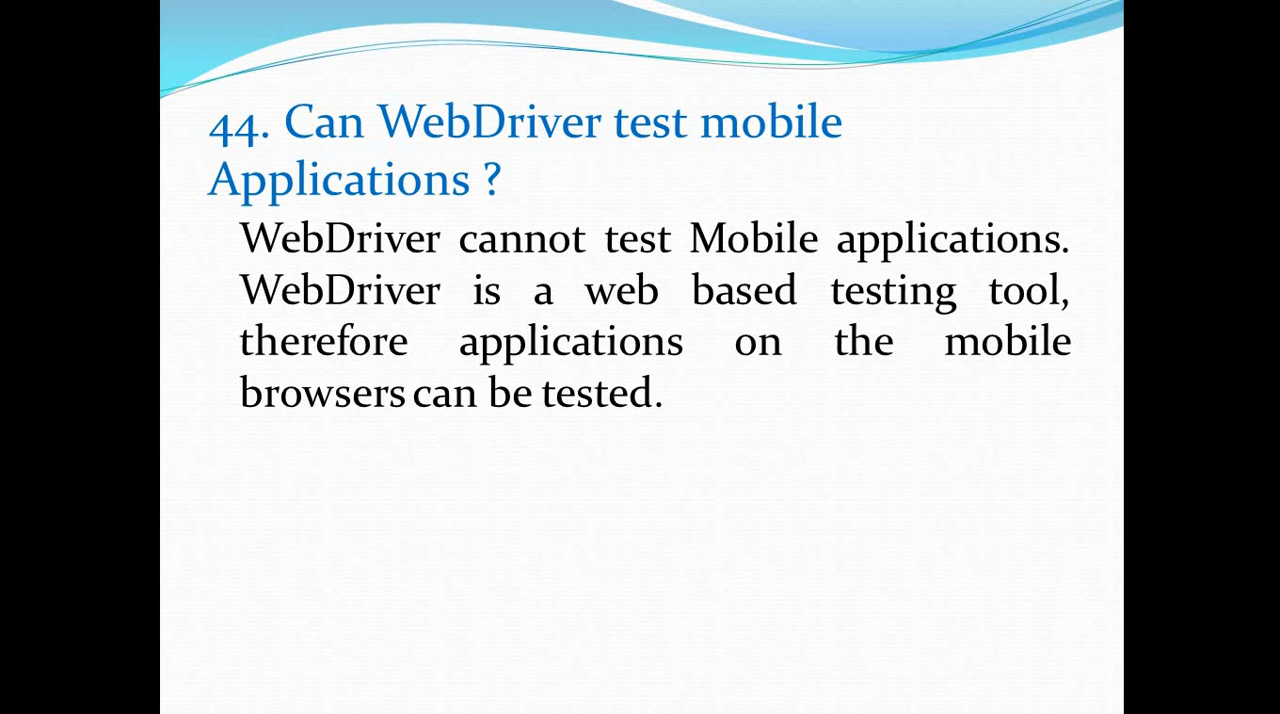 44. Can WebDriver test mobile
Applications ?
WebDriver cannot test Mobile applications.
WebDriver is a web based testing tool,
therefore applications on the mobile
browsers can be tested.